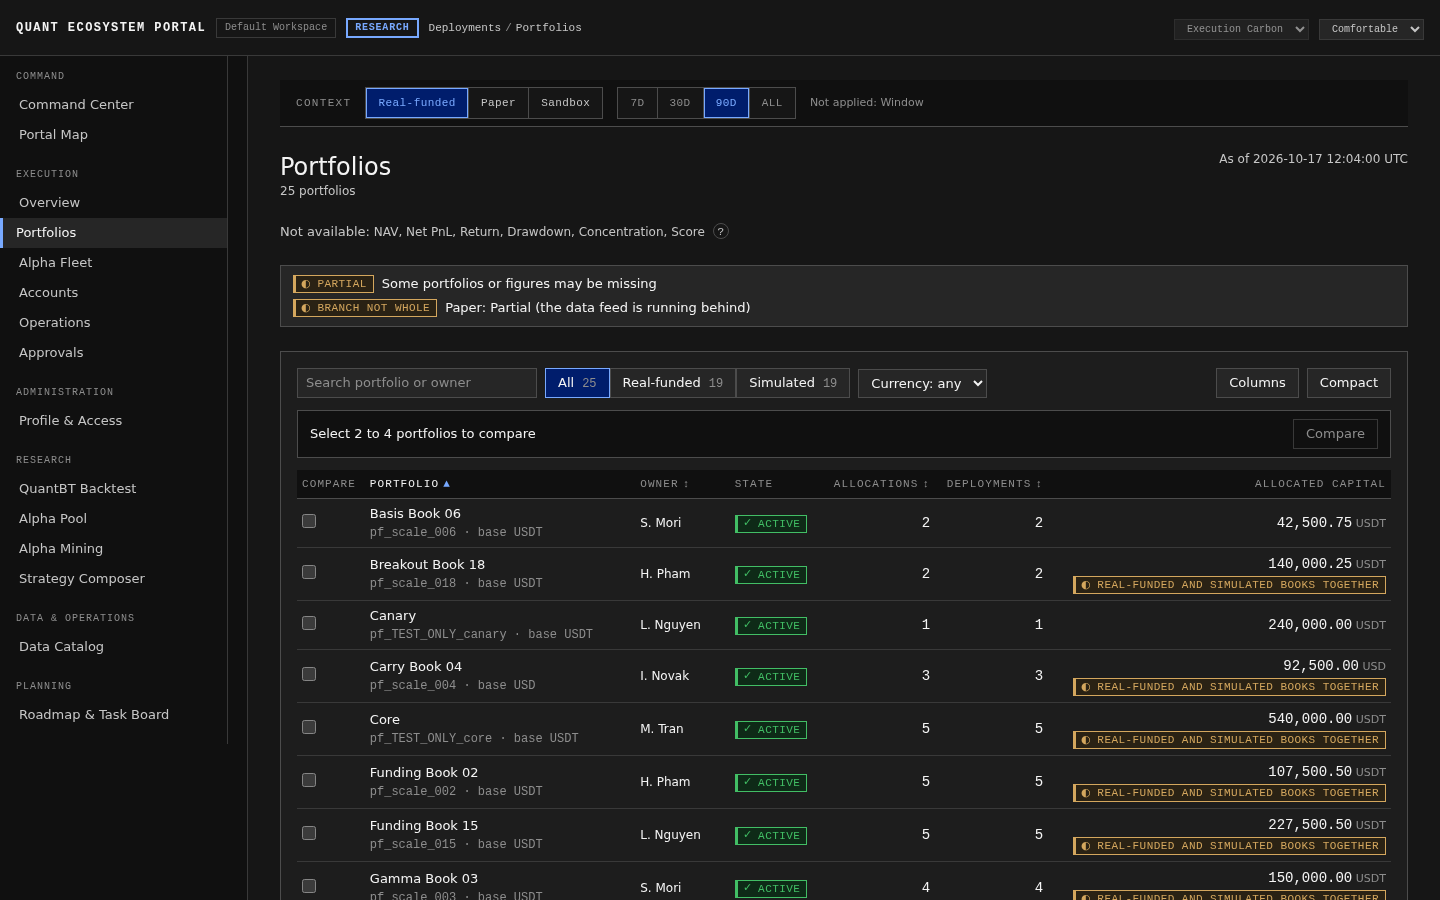 QUANT ECOSYSTEM PORTAL Default Workspace RESEARCH Deployments / Portfolios Execution Carbon Comfortable
COMMAND
Command Center
Portal Map
EXECUTION
Overview
Portfolios
Alpha Fleet
Accounts
Operations
Approvals
ADMINISTRATION
Profile & Access
RESEARCH
QuantBT Backtest
Alpha Pool
Alpha Mining
Strategy Composer
DATA & OPERATIONS
Data Catalog
PLANNING
Roadmap & Task Board
CONTEXT Real-funded Paper Sandbox 7D 30D 90D ALL Not applied: Window
Portfolios
As of 2026-10-17 12:04:00 UTC
25 portfolios
Not available: NAV, Net PnL, Return, Drawdown, Concentration, Score ?
◐ PARTIAL Some portfolios or figures may be missing
◐ BRANCH NOT WHOLE Paper: Partial (the data feed is running behind)
Search portfolio or owner All 25 Real-funded 19 Simulated 19 Currency: any Columns Compact
Select 2 to 4 portfolios to compare Compare
COMPARE PORTFOLIO ▲ OWNER ↕ STATE ALLOCATIONS ↕ DEPLOYMENTS ↕ ALLOCATED CAPITAL
Basis Book 06
pf_scale_006 · base USDT
S. Mori ✓ ACTIVE 2 2 42,500.75 USDT
Breakout Book 18
pf_scale_018 · base USDT
H. Pham ✓ ACTIVE 2 2 140,000.25 USDT
◐ REAL-FUNDED AND SIMULATED BOOKS TOGETHER
Canary
pf_TEST_ONLY_canary · base USDT
L. Nguyen ✓ ACTIVE 1 1 240,000.00 USDT
Carry Book 04
pf_scale_004 · base USD
I. Novak ✓ ACTIVE 3 3 92,500.00 USD
◐ REAL-FUNDED AND SIMULATED BOOKS TOGETHER
Core
pf_TEST_ONLY_core · base USDT
M. Tran ✓ ACTIVE 5 5 540,000.00 USDT
◐ REAL-FUNDED AND SIMULATED BOOKS TOGETHER
Funding Book 02
pf_scale_002 · base USDT
H. Pham ✓ ACTIVE 5 5 107,500.50 USDT
◐ REAL-FUNDED AND SIMULATED BOOKS TOGETHER
Funding Book 15
pf_scale_015 · base USDT
L. Nguyen ✓ ACTIVE 5 5 227,500.50 USDT
◐ REAL-FUNDED AND SIMULATED BOOKS TOGETHER
Gamma Book 03
pf_scale_003 · base USDT
S. Mori ✓ ACTIVE 4 4 150,000.00 USDT
◐ REAL-FUNDED AND SIMULATED BOOKS TOGETHER